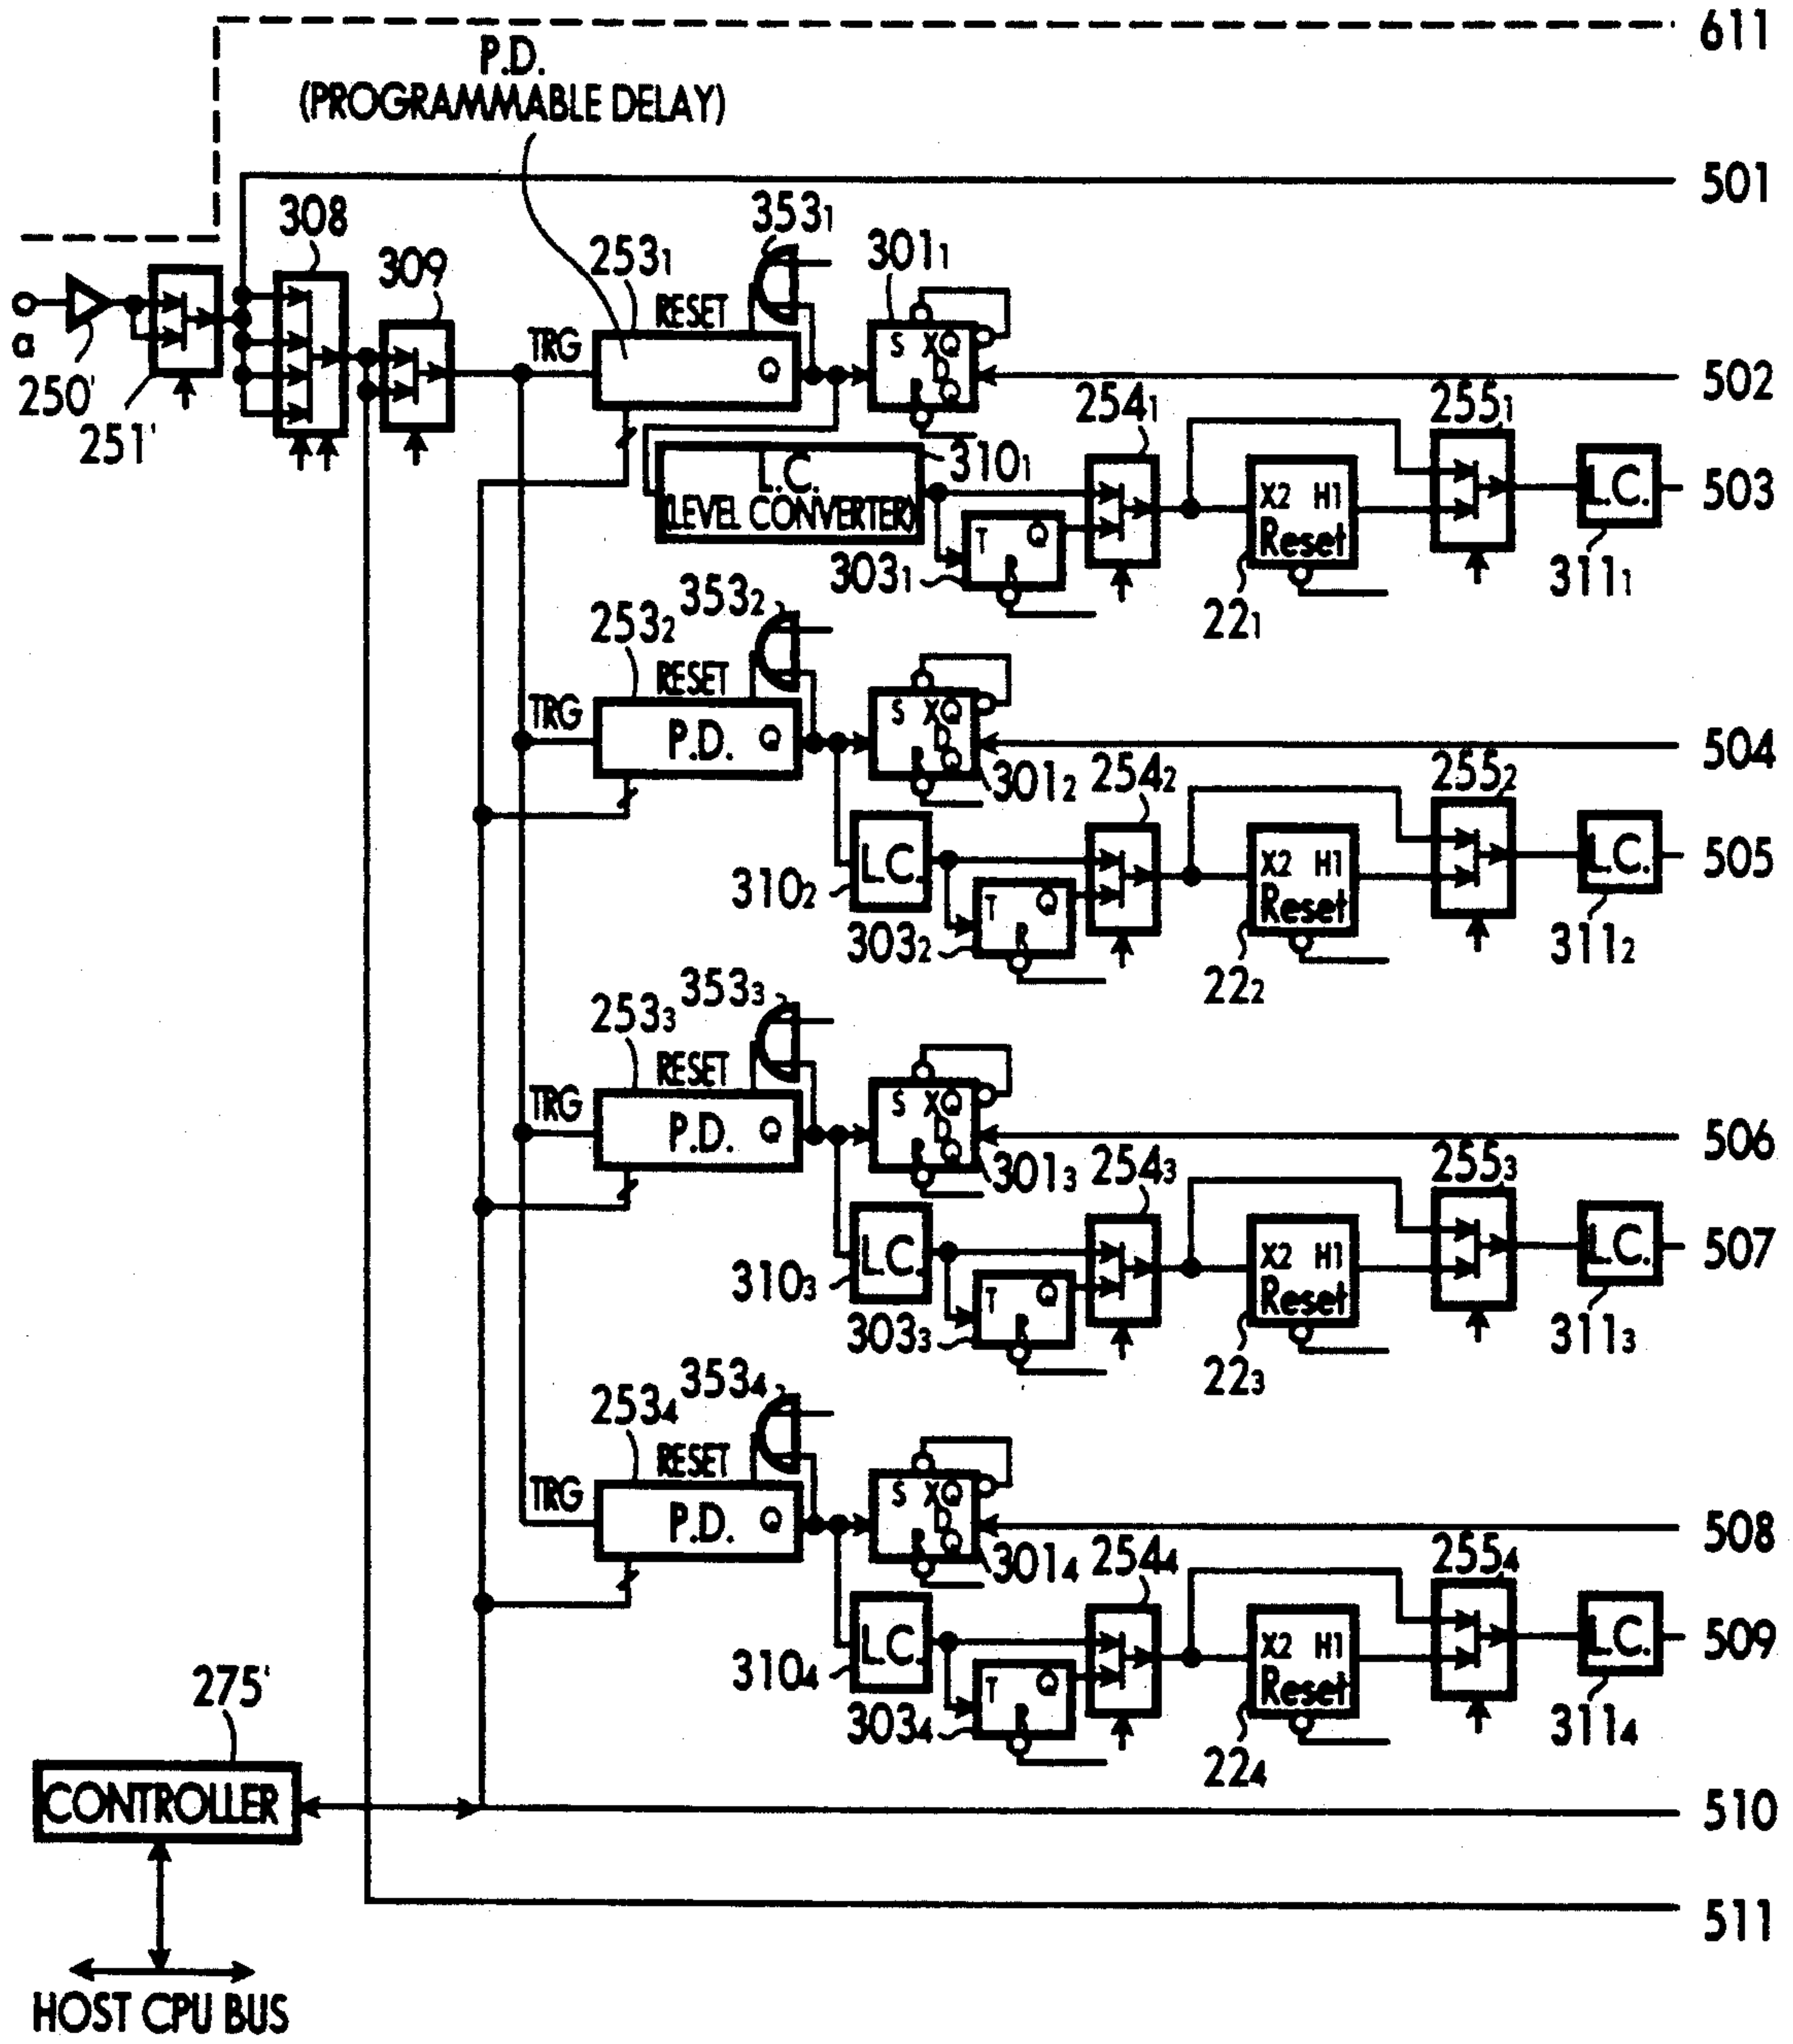 611
P.D.
(PROGRAMMABLE DELAY)
501
308
309
353₁
253₁
301₁
RESET
TRG
Q
S XQ
D
R Q
a
250'
251'
502
254₁
255₁
L.C.
(LEVEL CONVERTER)
310₁
T Q
R
303₁
X2 H1
Reset
22₁
L.C.
311₁
503
353₂
253₂
RESET
TRG
P.D. Q
S XQ
D
R Q
301₂
504
254₂
255₂
L.C.
310₂
T Q
R
303₂
X2 H1
Reset
22₂
L.C.
311₂
505
353₃
253₃
RESET
TRG
P.D. Q
S XQ
D
R Q
301₃
506
254₃
255₃
L.C.
310₃
T Q
R
303₃
X2 H1
Reset
22₃
L.C.
311₃
507
353₄
253₄
RESET
TRG
P.D. Q
S XQ
D
R Q
301₄
508
254₄
255₄
L.C.
310₄
T Q
R
303₄
X2 H1
Reset
22₄
L.C.
311₄
509
275'
CONTROLLER
510
511
HOST CPU BUS